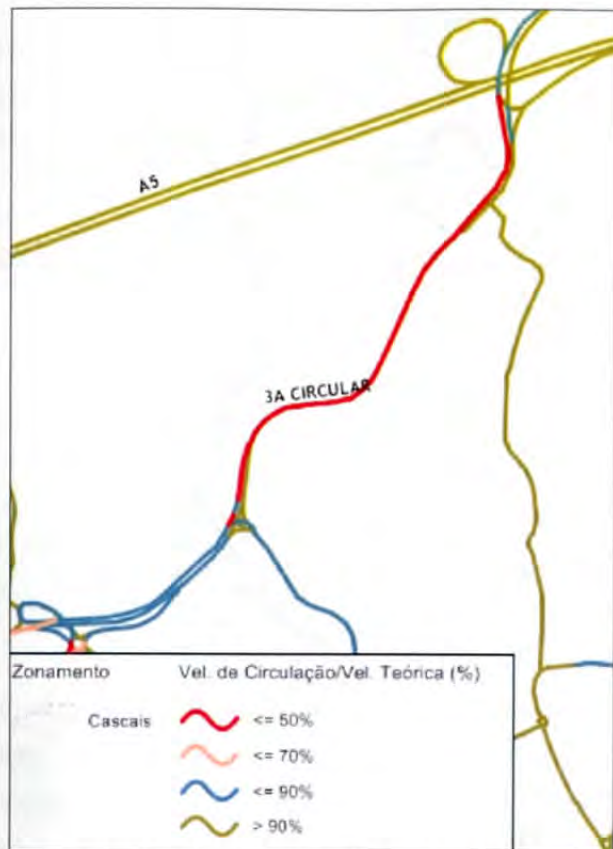 A5
3A CIRCULAR
Zonamento Vel. de Circulação/Vel. Teórica (%)
Cascais <= 50%
<= 70%
<= 90%
> 90%